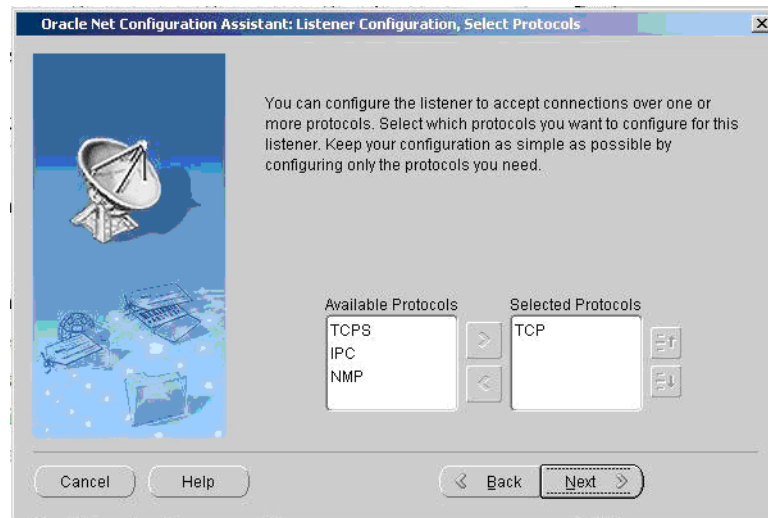 Oracle Net Configuration Assistant: Listener Configuration, Select Protocols
You can configure the listener to accept connections over one or
more protocols. Select which protocols you want to configure for this
listener. Keep your configuration as simple as possible by
configuring only the protocols you need.
Available Protocols
Selected Protocols
TCPS
TCP
IPC
NMP
Cancel
Help
Back
Next